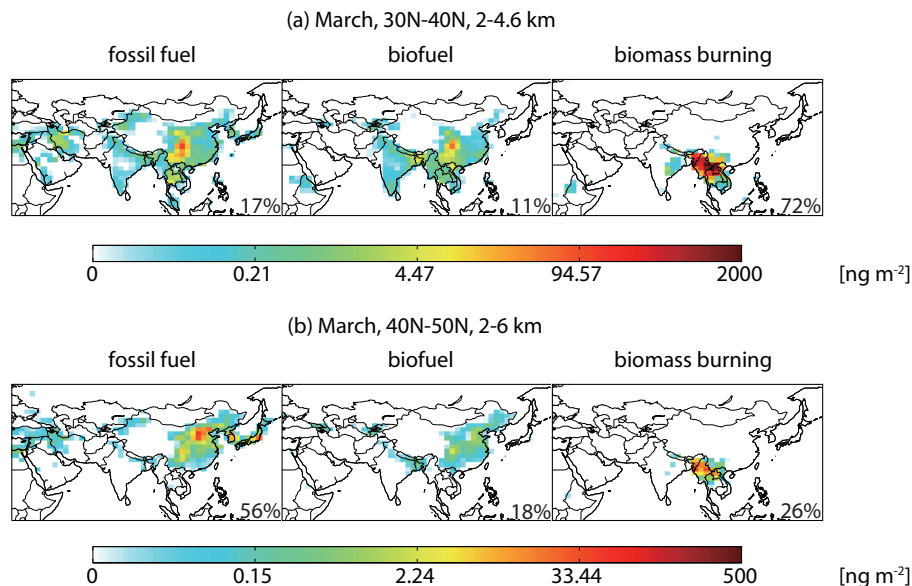 (a) March, 30N-40N, 2-4.6 km
fossil fuel biofuel biomass burning
17% 11% 72%
0 0.21 4.47 94.57 2000 [ng m⁻²]
(b) March, 40N-50N, 2-6 km
fossil fuel biofuel biomass burning
56% 18% 26%
0 0.15 2.24 33.44 500 [ng m⁻²]